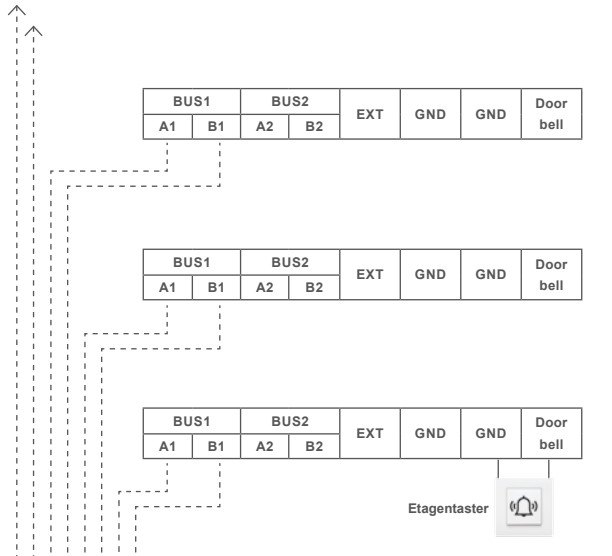 BUS1 BUS2 EXT GND GND Door bell
A1 B1 A2 B2
BUS1 BUS2 EXT GND GND Door bell
A1 B1 A2 B2
BUS1 BUS2 EXT GND GND Door bell
A1 B1 A2 B2
Etagentaster